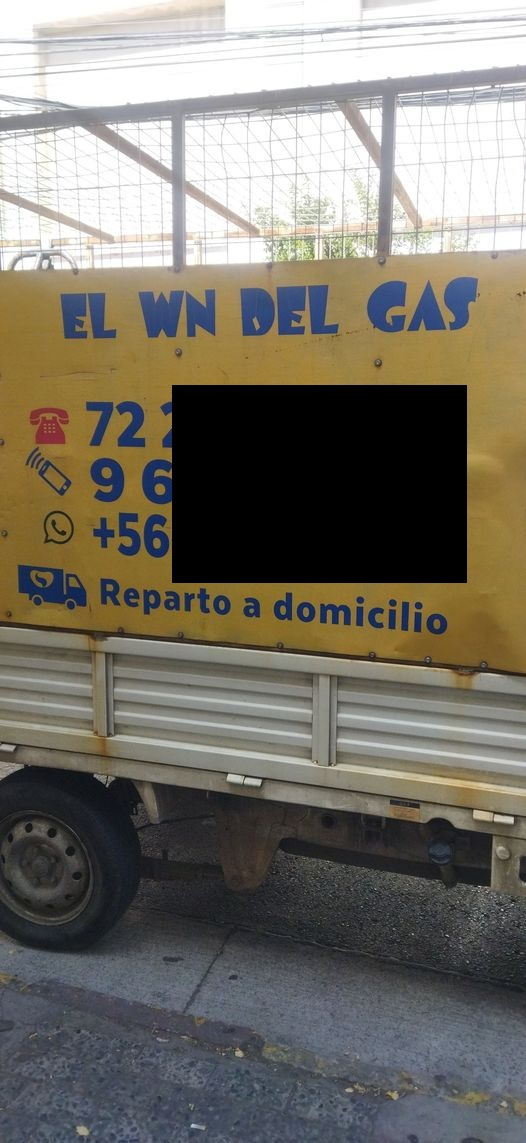 EL WN DEL GAS
72 2
9 6
+56
Reparto a domicilio